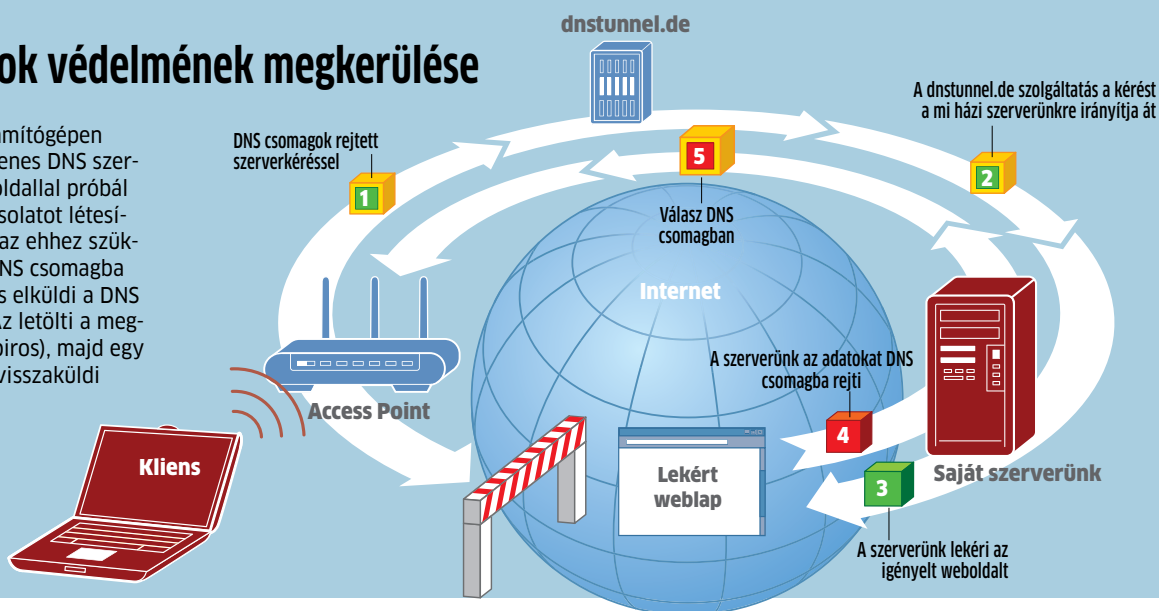 dnstunnel.de
ok védelmének megkerülése
ámítógépen
enes DNS szer-
oldallal próbál
solatot létesí-
az ehhez szük-
NS csomagba
s elküldi a DNS
Az letölti a meg-
piros), majd egy
visszaküldi
DNS csomagok rejtett
szerverkéréssel
1
A dnstunnel.de szolgáltatás a kérést
a mi házi szerverünkre irányítja át
2
5
Válasz DNS
csomagban
Internet
Access Point
Kliens
A szerverünk az adatokat DNS
csomagba rejti
4
Lekért
weblap
3
Saját szerverünk
A szerverünk lekéri az
igényelt weboldalt